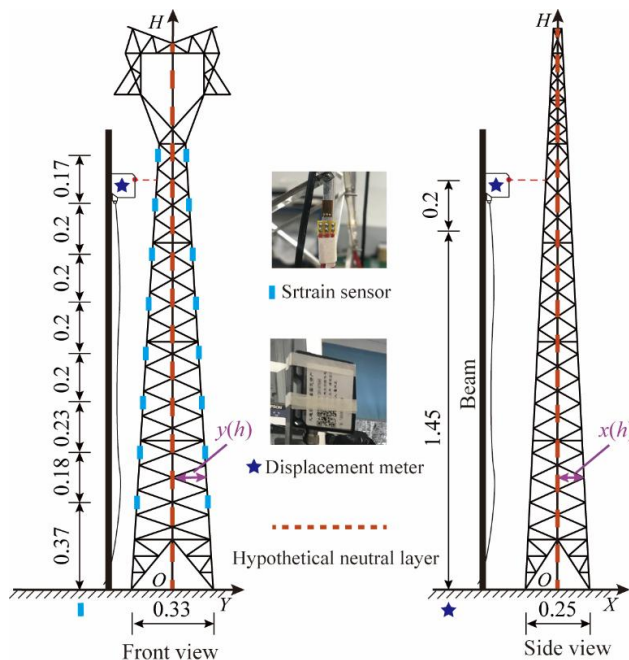 H
H
0.17
0.2
0.2
0.2
0.2
0.23
0.18
0.37
y(h)
O
0.33
Y
Front view
Srtrain sensor
Displacement meter
Hypothetical neutral layer
0.2
1.45
Beam
x(h)
O
0.25
X
Side view